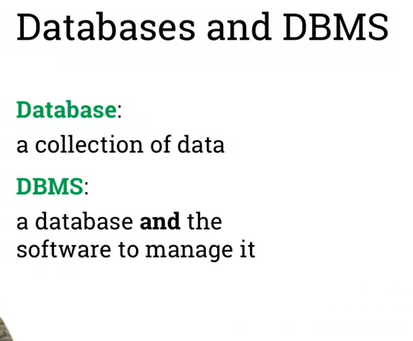 Databases and DBMS
Database:
a collection of data
DBMS:
a database and the
software to manage it